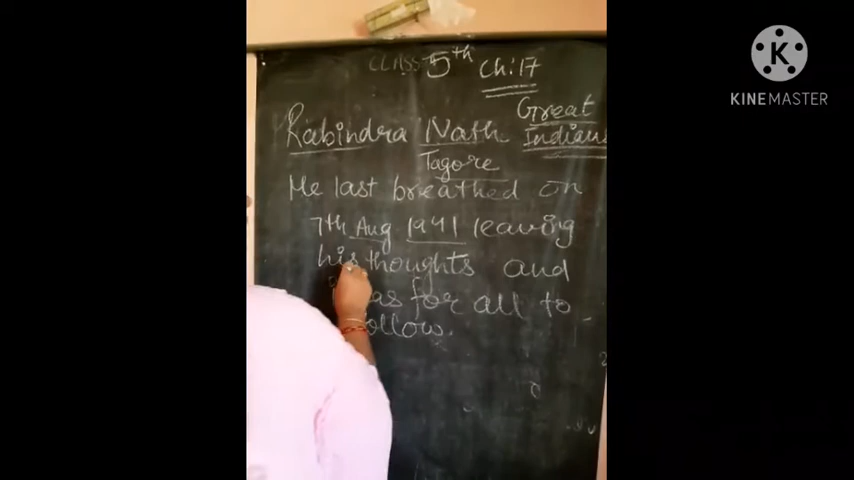 CLASS 5th Ch:17
Great
Rabindra Nath Indians
Tagore
He last breathed on
7th Aug 1941 leaving
his thoughts and
as for all to
ollow.
K
KINEMASTER